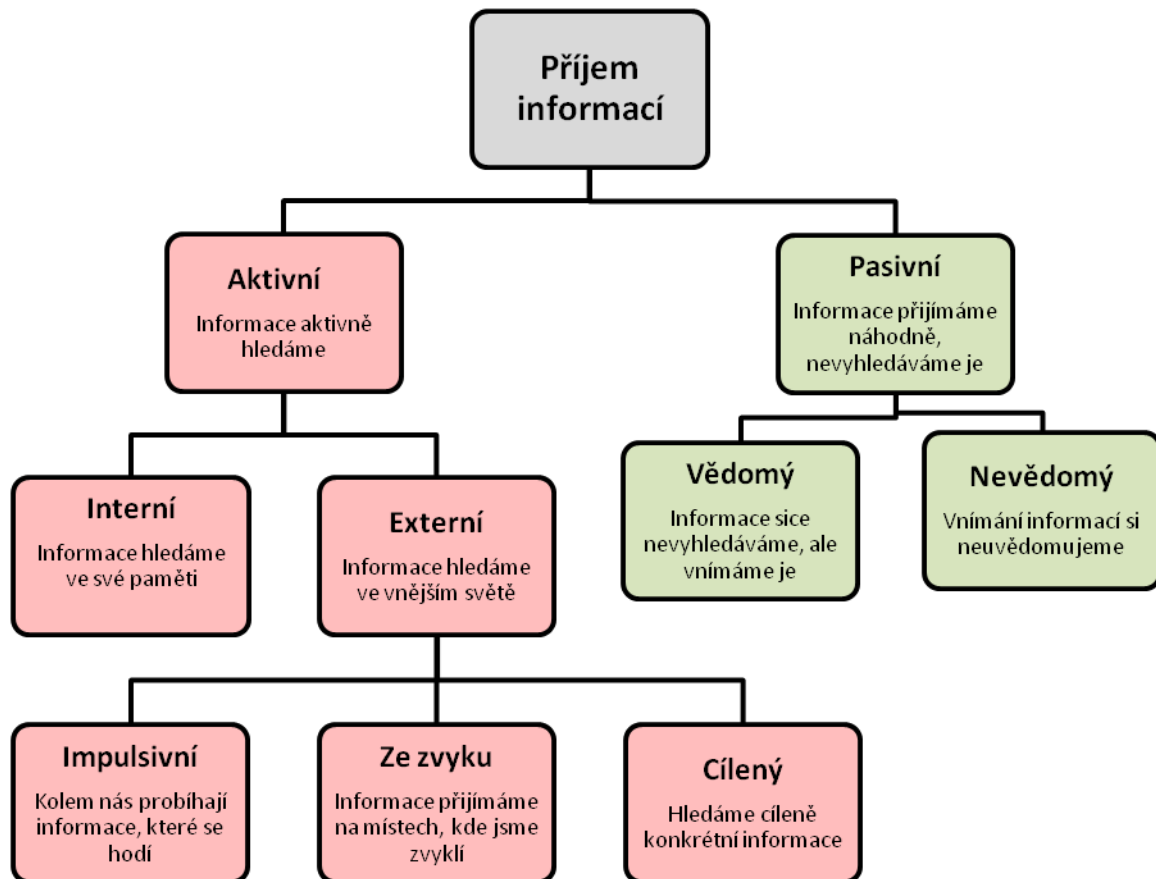 Příjem
informací
Aktivní
Informace aktivně
hledáme
Pasivní
Informace přijímáme
náhodně,
nevyhledáváme je
Interní
Informace hledáme
ve své paměti
Externí
Informace hledáme
ve vnějším světě
Vědomý
Informace sice
nevyhledáváme, ale
vnímáme je
Nevědomý
Vnímání informací si
neuvědomujeme
Impulsivní
Kolem nás probíhají
informace, které se
hodí
Ze zvyku
Informace přijímáme
na místech, kde jsme
zvyklí
Cílený
Hledáme cíleně
konkrétní informace